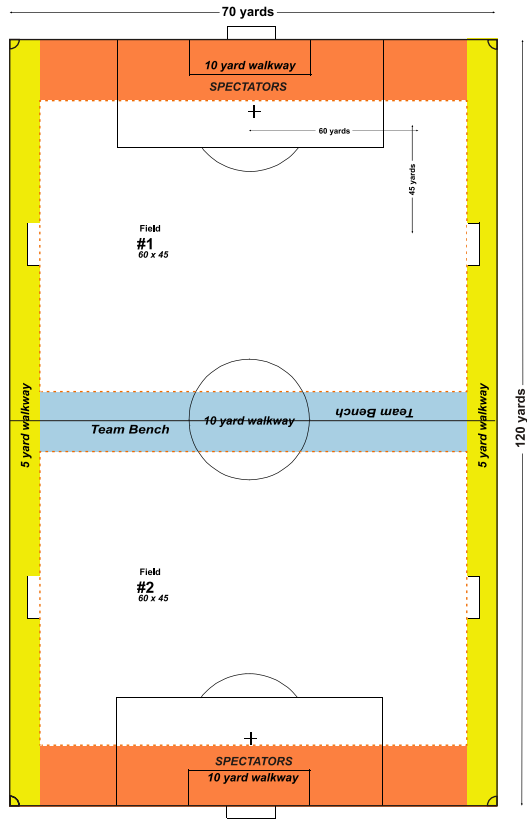 70 yards
10 yard walkway
SPECTATORS
60 yards
45 yards
Field
#1
60 x 45
5 yard walkway
Team Bench
10 yard walkway
Team Bench
5 yard walkway
120 yards
Field
#2
60 x 45
SPECTATORS
10 yard walkway